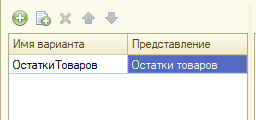 Имя варианта Представление
ОстаткиТоваров Остатки товаров